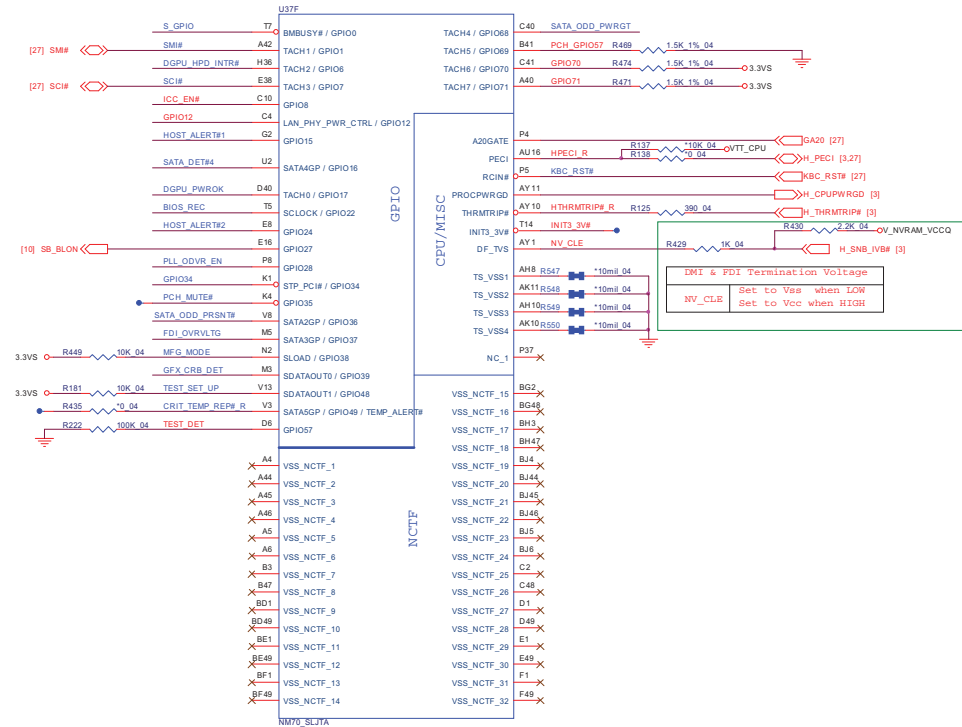 U37F
S_GPIO T7 BMBUSY# / GPIO0
[27] SMI# SMI# A42 TACH1 / GPIO1
DGPU_HPD_INTR# H36 TACH2 / GPIO6
[27] SCI# SCI# E38 TACH3 / GPIO7
ICC_EN# C10 GPIO8
GPIO12 C4 LAN_PHY_PWR_CTRL / GPIO12
HOST_ALERT#1 G2 GPIO15
SATA_DET#4 U2 SATA4GP / GPIO16
DGPU_PWROK D40 TACH0 / GPIO17
BIOS_REC T5 SCLOCK / GPIO22
HOST_ALERT#2 E8 GPIO24
[10] SB_BLON E16 GPIO27
PLL_ODVR_EN P8 GPIO28
GPIO34 K1 STP_PCI# / GPIO34
PCH_MUTE# K4 GPIO35
SATA_ODD_PRSNT# V8 SATA2GP / GPIO36
FDI_OVRVLTG M5 SATA3GP / GPIO37
3.3VS R449 10K_04 MFG_MODE N2 SLOAD / GPIO38
GFX_CRB_DET M3 SDATAOUT0 / GPIO39
3.3VS R181 10K_04 TEST_SET_UP V13 SDATAOUT1 / GPIO48
R435 *0_04 CRIT_TEMP_REP#_R V3 SATA5GP / GPIO49 / TEMP_ALERT#
R222 100K_04 TEST_DET D6 GPIO57
A4 VSS_NCTF_1
A44 VSS_NCTF_2
A45 VSS_NCTF_3
A46 VSS_NCTF_4
A5 VSS_NCTF_5
A6 VSS_NCTF_6
B3 VSS_NCTF_7
B47 VSS_NCTF_8
BD1 VSS_NCTF_9
BD49 VSS_NCTF_10
BE1 VSS_NCTF_11
BE49 VSS_NCTF_12
BF1 VSS_NCTF_13
BF49 VSS_NCTF_14
NM70_SLJTA
GPIO
CPU/MISC
NCTF
TACH4 / GPIO68 C40 SATA_ODD_PWRGT
TACH5 / GPIO69 B41 PCH_GPIO57 R469 1.5K_1%_04
TACH6 / GPIO70 C41 GPIO70 R474 1.5K_1%_04 3.3VS
TACH7 / GPIO71 A40 GPIO71 R471 1.5K_1%_04 3.3VS
A20GATE P4 GA20 [27]
R137 *10K_04 VTT_CPU
PECI AU16 HPECI_R R138 *0_04 H_PECI [3,27]
RCIN# P5 KBC_RST# KBC_RST# [27]
PROCPWRGD AY11 H_CPUPWRGD [3]
THRMTRIP# AY10 HTHRMTRIP#_R R125 390_04 H_THRMTRIP# [3]
INIT3_3V# T14 INIT3_3V#
R430 2.2K_04 V_NVRAM_VCCQ
DF_TVS AY1 NV_CLE R429 1K_04 H_SNB_IVB# [3]
TS_VSS1 AH8 R547 *10mil_04
TS_VSS2 AK11 R548 *10mil_04
TS_VSS3 AH10 R549 *10mil_04
TS_VSS4 AK10 R550 *10mil_04
DMI & FDI Termination Voltage
NV_CLE
Set to Vss when LOW
Set to Vcc when HIGH
NC_1 P37
VSS_NCTF_15 BG2
VSS_NCTF_16 BG48
VSS_NCTF_17 BH3
VSS_NCTF_18 BH47
VSS_NCTF_19 BJ4
VSS_NCTF_20 BJ44
VSS_NCTF_21 BJ45
VSS_NCTF_22 BJ46
VSS_NCTF_23 BJ5
VSS_NCTF_24 BJ6
VSS_NCTF_25 C2
VSS_NCTF_26 C48
VSS_NCTF_27 D1
VSS_NCTF_28 D49
VSS_NCTF_29 E1
VSS_NCTF_30 E49
VSS_NCTF_31 F1
VSS_NCTF_32 F49